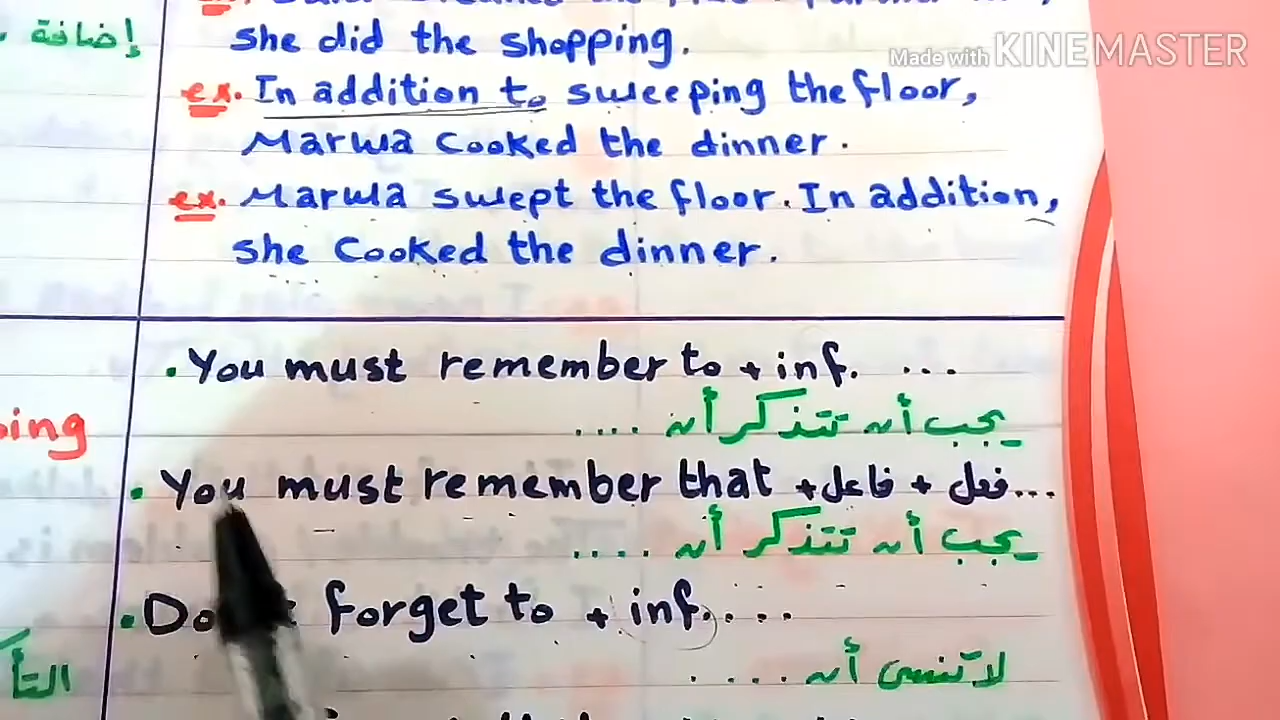 she did the shopping.
إضافة
Made with KINEMASTER
ex. In addition to sweeping the floor,
Marwa cooked the dinner.
ex. Marwa swept the floor. In addition,
she cooked the dinner.
. You must remember to + inf. ...
يجب أن تتذكر أن ....
ing
. You must remember that + فاعل + فعل...
يجب أن تتذكر أن ....
. forget to + inf. ...
لا تنسى أن ....